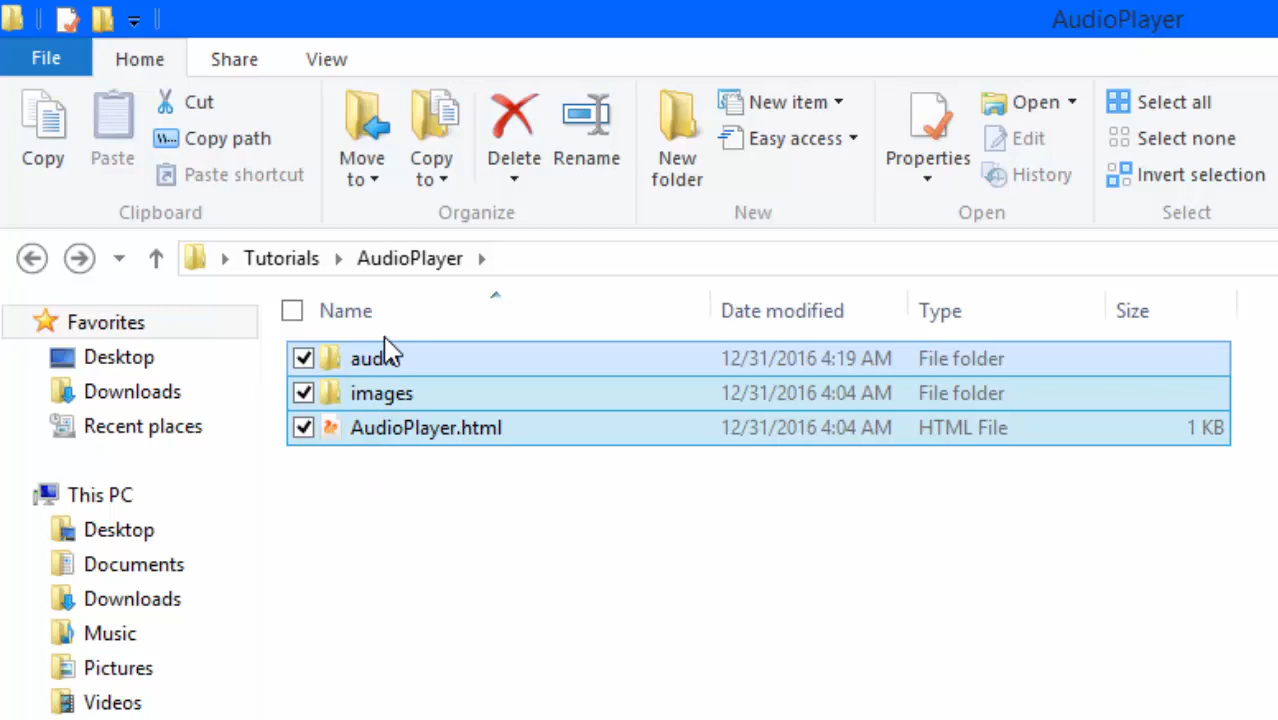 AudioPlayer
File Home Share View
Copy
Paste
Cut
Copy path
Paste shortcut
Clipboard
Move to
Copy to
Delete
Rename
Organize
New folder
New item
Easy access
New
Properties
Open
Edit
History
Open
Select all
Select none
Invert selection
Select
Tutorials AudioPlayer
Name Date modified Type Size
12/31/2016 4:19 AM File folder
images 12/31/2016 4:04 AM File folder
AudioPlayer.html 12/31/2016 4:04 AM HTML File 1 KB
Favorites
Desktop
Downloads
Recent places
This PC
Desktop
Documents
Downloads
Music
Pictures
Videos